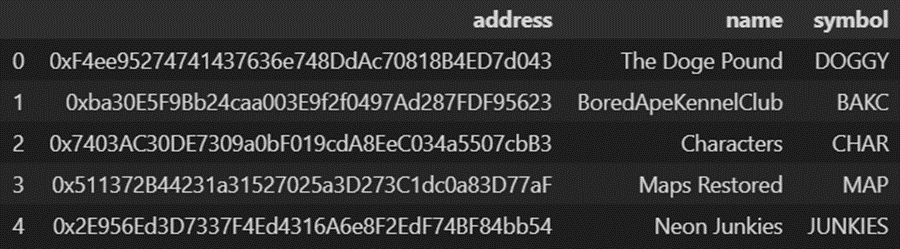 address name symbol
0 0xF4ee95274741437636e748DdAc70818B4ED7d043 The Doge Pound DOGGY
1 0xba30E5F9Bb24caa003E9f2f0497Ad287FDF95623 BoredApeKennelClub BAKC
2 0x7403AC30DE7309a0bF019cdA8EeC034a5507cbB3 Characters CHAR
3 0x511372B44231a31527025a3D273C1dc0a83D77aF Maps Restored MAP
4 0x2E956Ed3D7337F4Ed4316A6e8F2EdF74BF84bb54 Neon Junkies JUNKIES